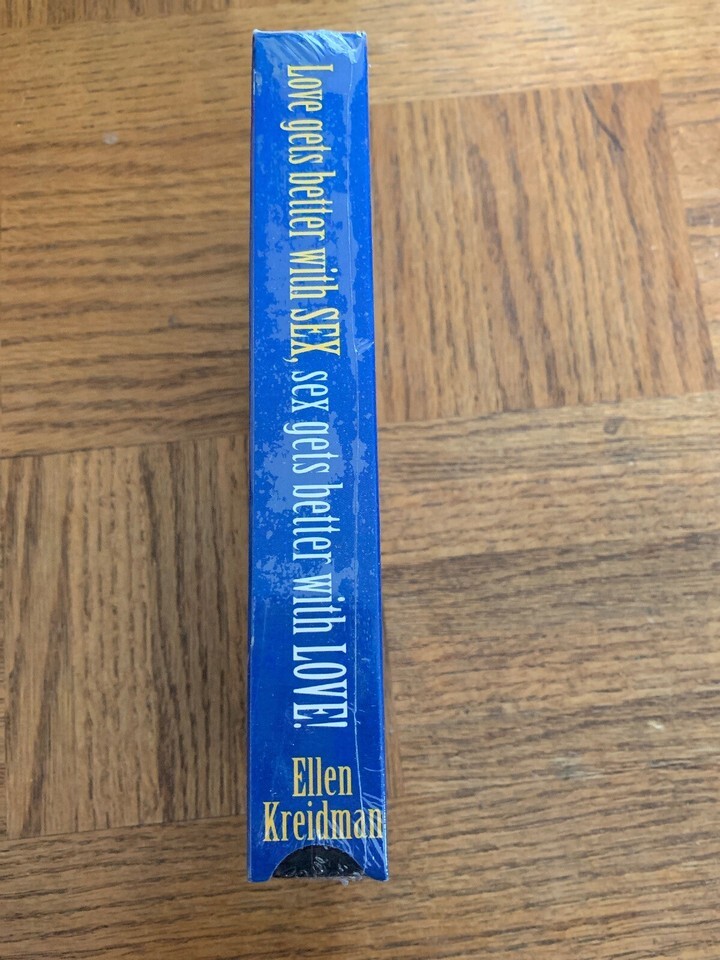 Love gets better with SEX, sex gets better with LOVE!
Ellen
Kreidman